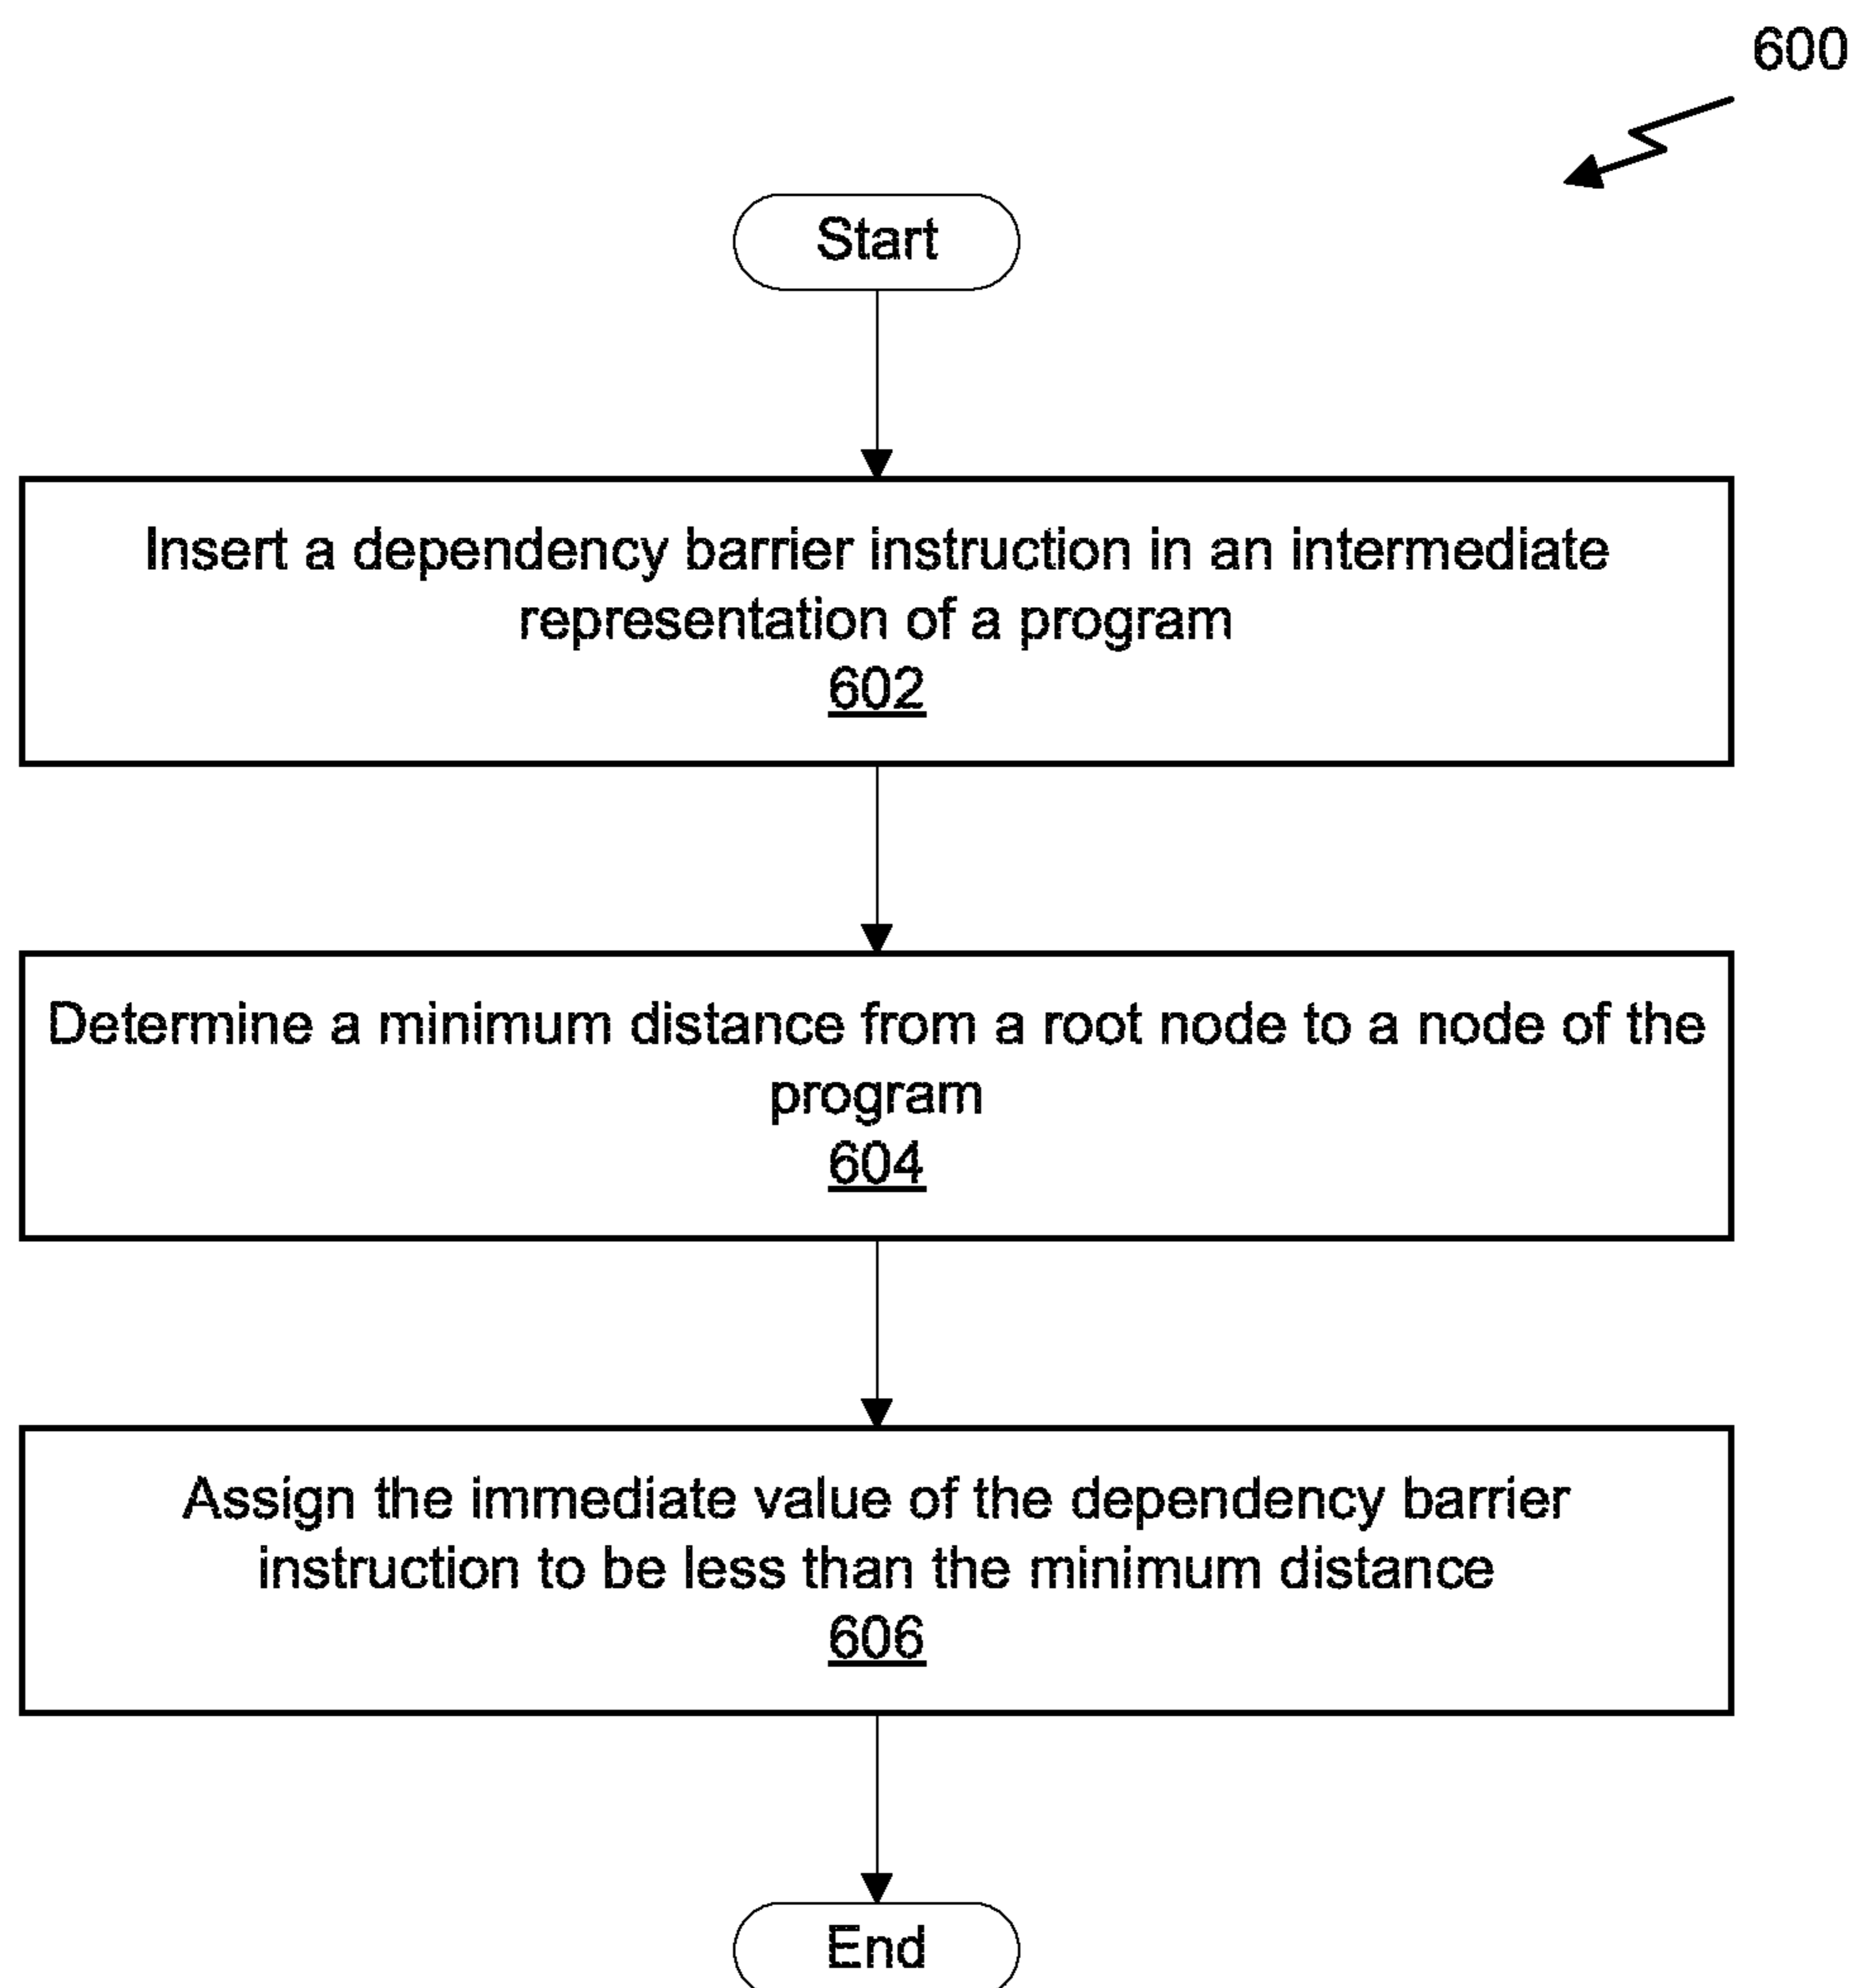 600
Start
Insert a dependency barrier instruction in an intermediate
representation of a program
602
Determine a minimum distance from a root node to a node of the
program
604
Assign the immediate value of the dependency barrier
instruction to be less than the minimum distance
606
End